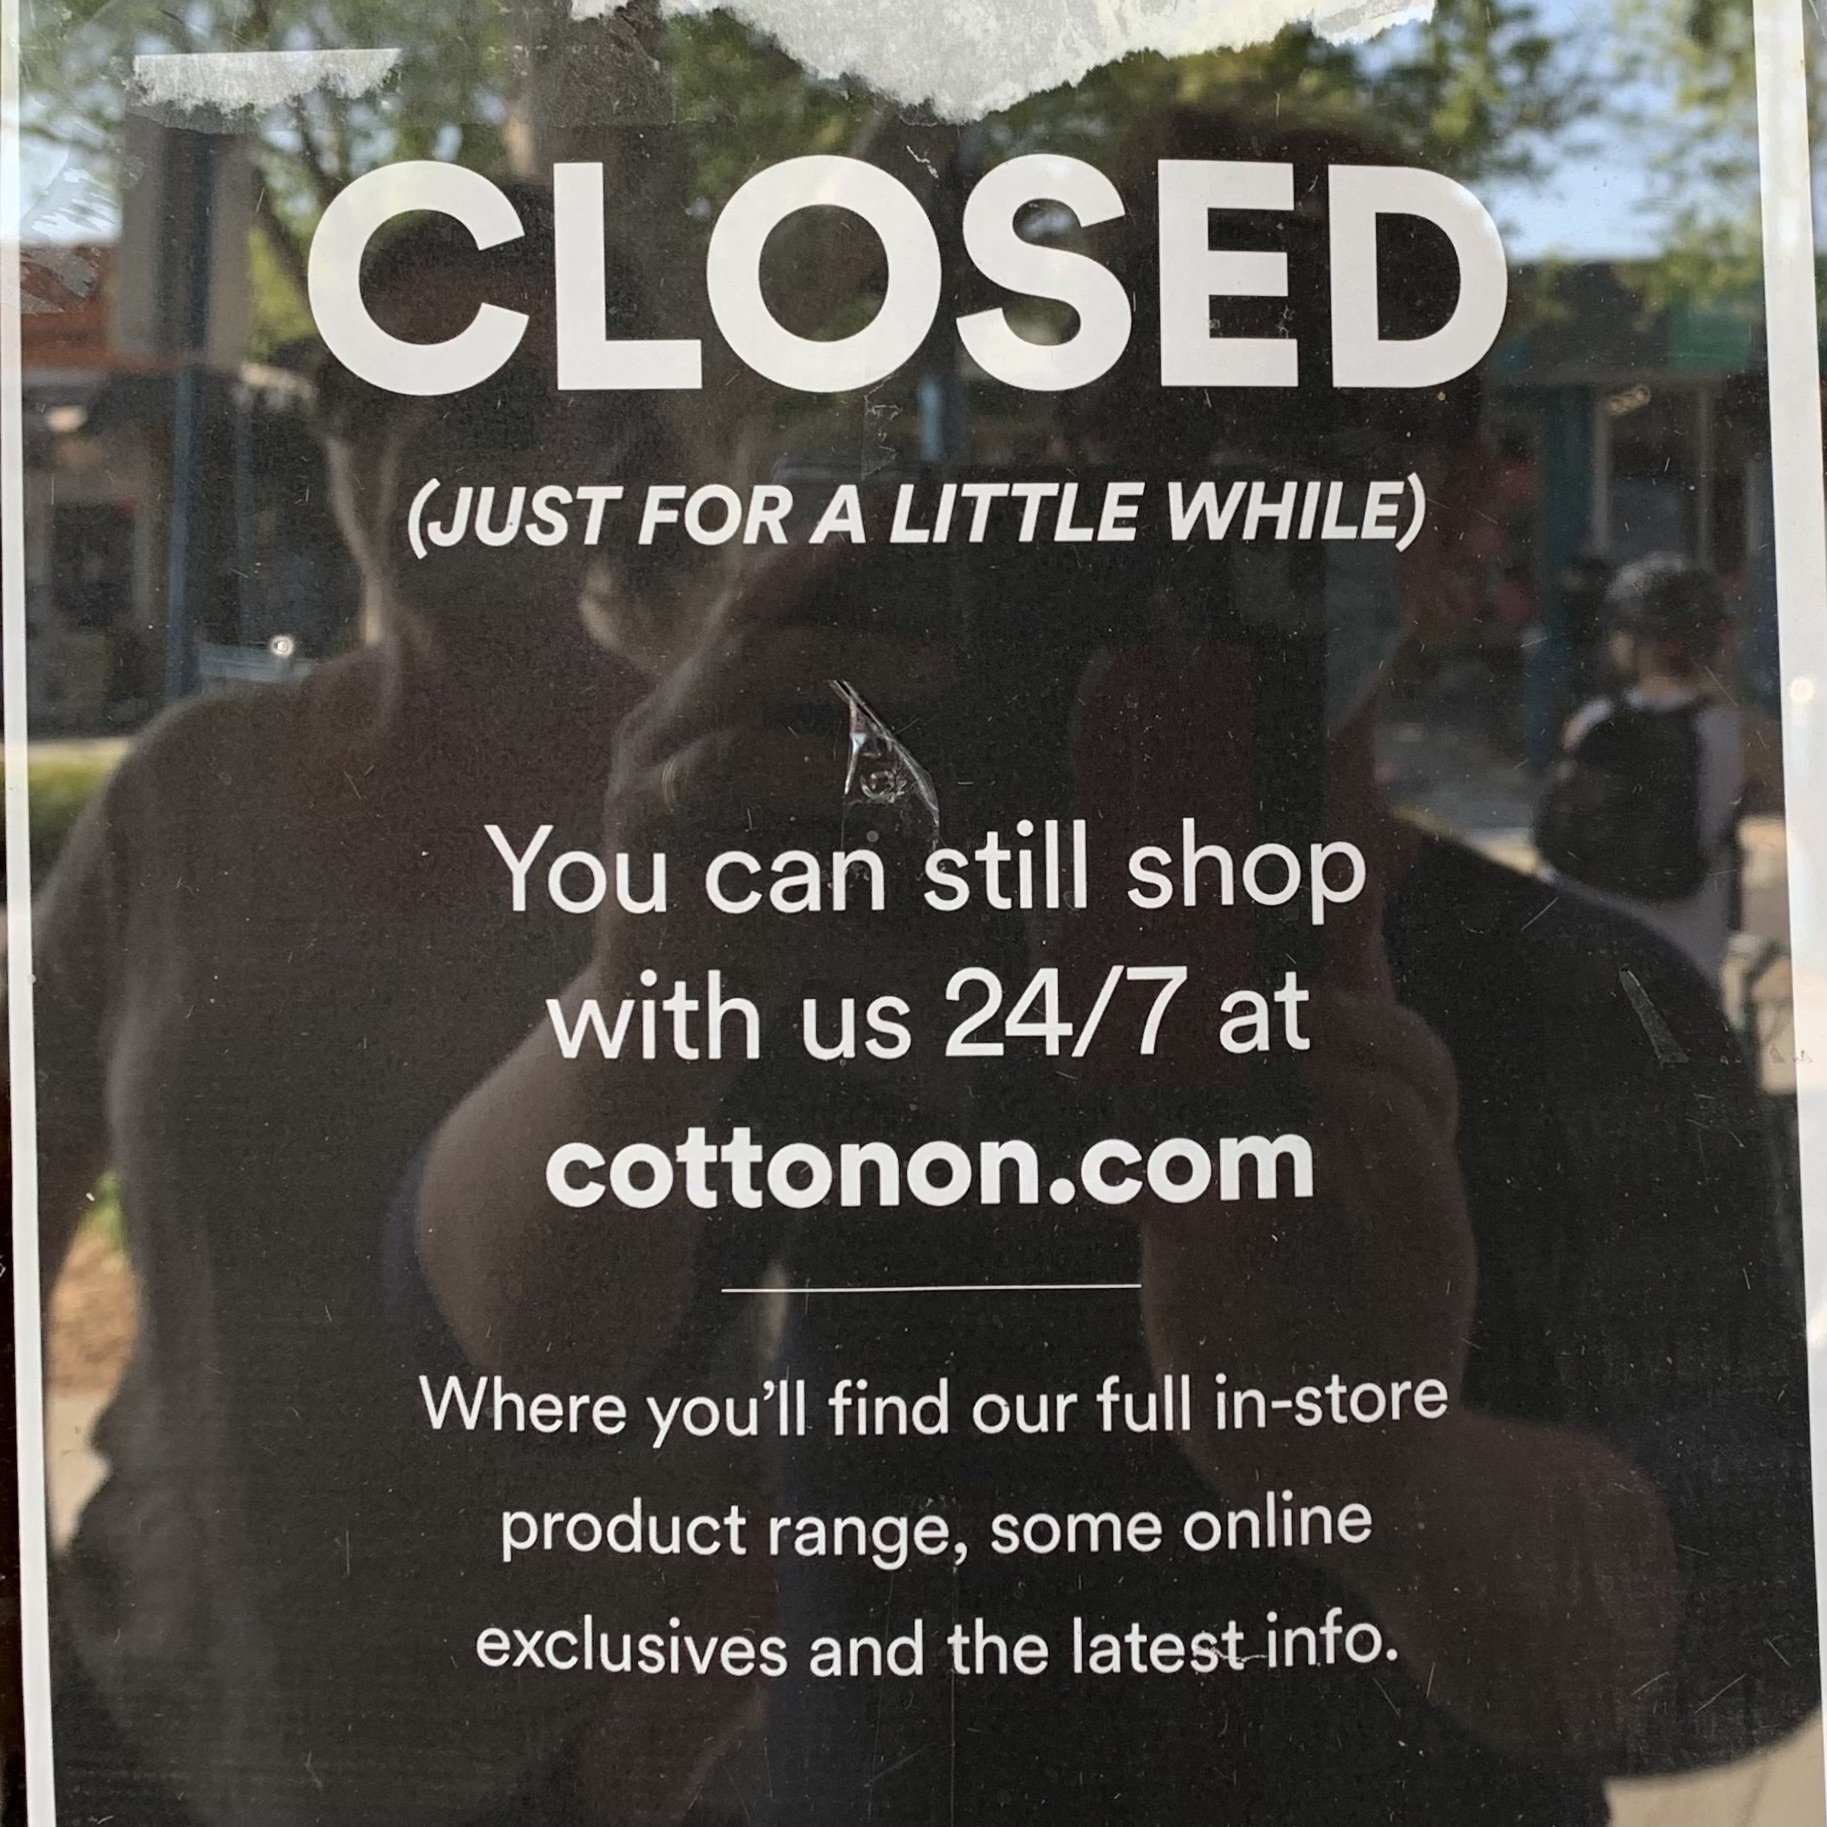 CLOSED
(JUST FOR A LITTLE WHILE)
You can still shop
with us 24/7 at
cottonon.com
Where you’ll find our full in-store
product range, some online
exclusives and the latest info.